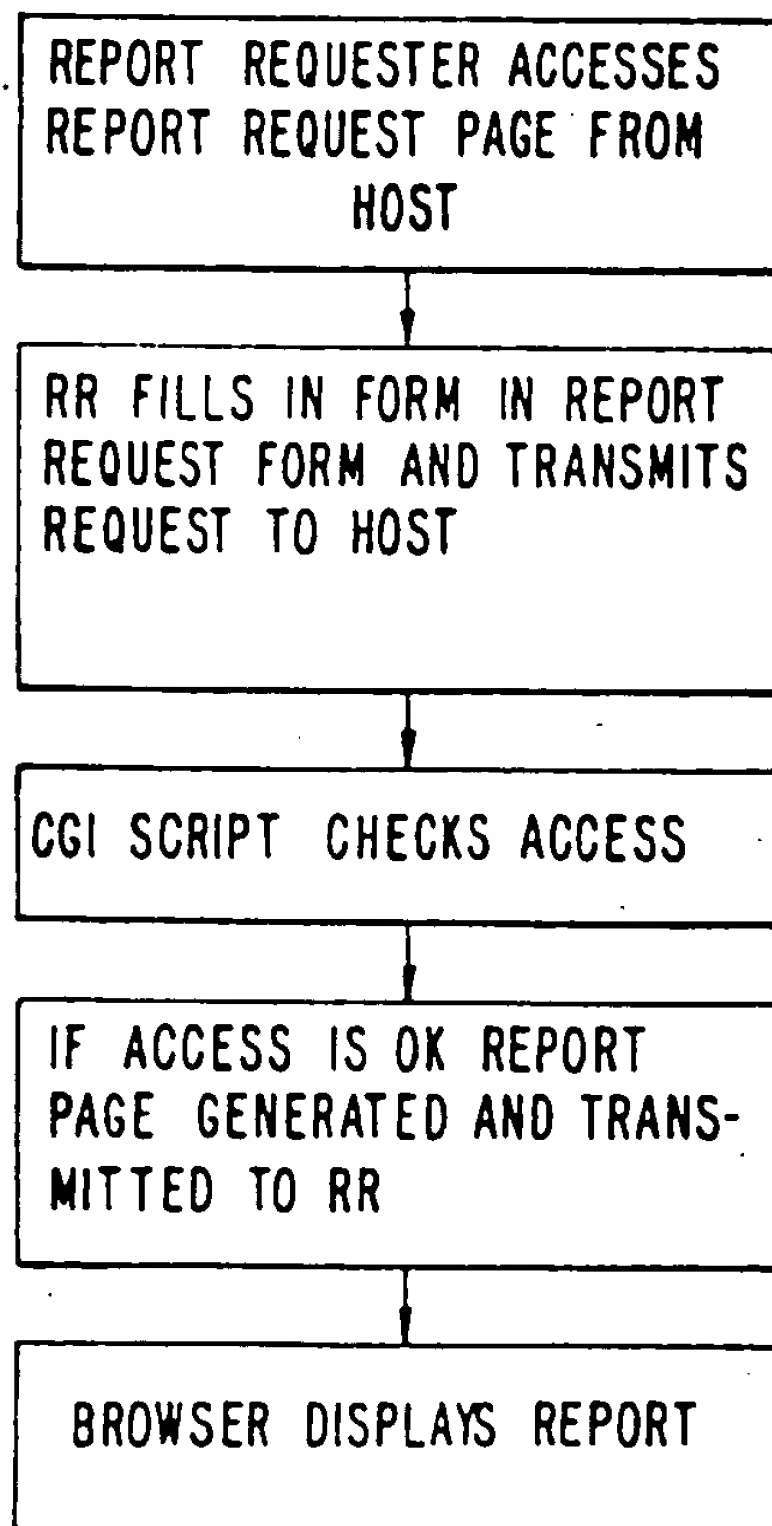 REPORT REQUESTER ACCESSES
REPORT REQUEST PAGE FROM
HOST
RR FILLS IN FORM IN REPORT
REQUEST FORM AND TRANSMITS
REQUEST TO HOST
CGI SCRIPT CHECKS ACCESS
IF ACCESS IS OK REPORT
PAGE GENERATED AND TRANS-
MITTED TO RR
BROWSER DISPLAYS REPORT